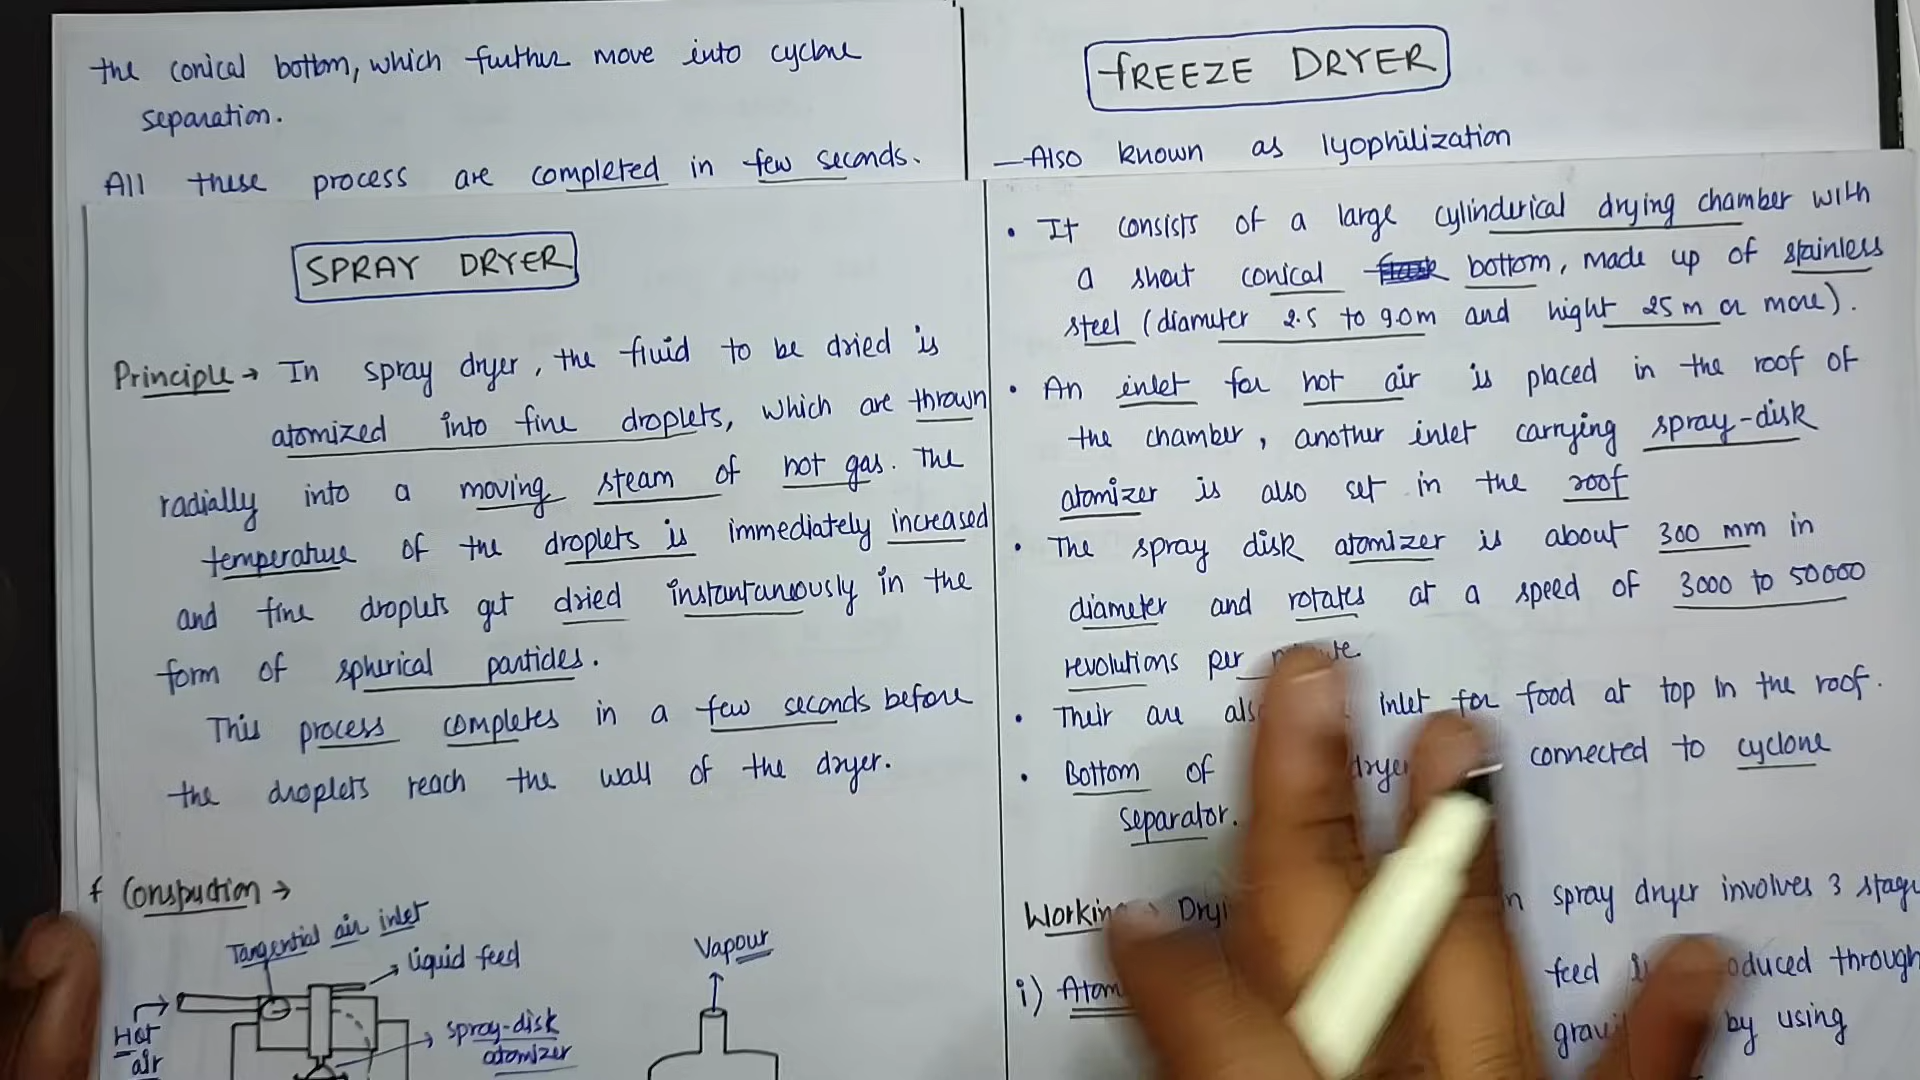 the conical bottom, which further move into cyclone
separation.
All these process are completed in few seconds.
FREEZE DRYER
—Also known as lyophilization
SPRAY DRYER
Principle → In spray dryer, the fluid to be dried is
atomized into fine droplets, which are thrown
radially into a moving steam of hot gas. The
temperature of the droplets is immediately increased
and fine droplets get dried instantaneously in the
form of spherical particles.
This process completes in a few seconds before
the droplets reach the wall of the dryer.
Construction →
Tangential air inlet
liquid feed
Hot
air
spray-disk
atomizer
Vapour
• It consists of a large cylinderical drying chamber with
a short conical bottom, made up of stainless
steel (diameter 2.5 to 9.0m and hight 25 m or more).
• An inlet for hot air is placed in the roof of
the chamber, another inlet carrying spray-disk
atomizer is also set in the roof
• The spray disk atomizer is about 300 mm in
diameter and rotates at a speed of 3000 to 50000
revolutions per
• Their are inlet for food at top in the roof.
• Bottom of connected to cyclone
separator.
Working spray dryer involves 3
i) feed through
by using